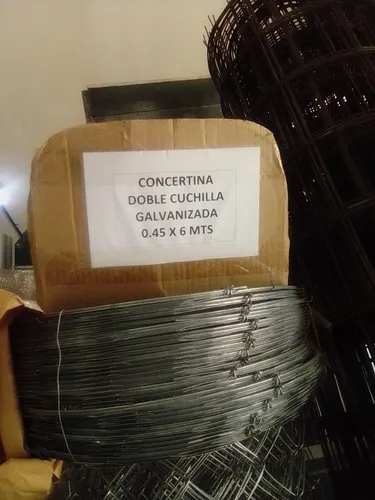 CONCERTINA
DOBLE CUCHILLA
GALVANIZADA
0.45 X 6 MTS